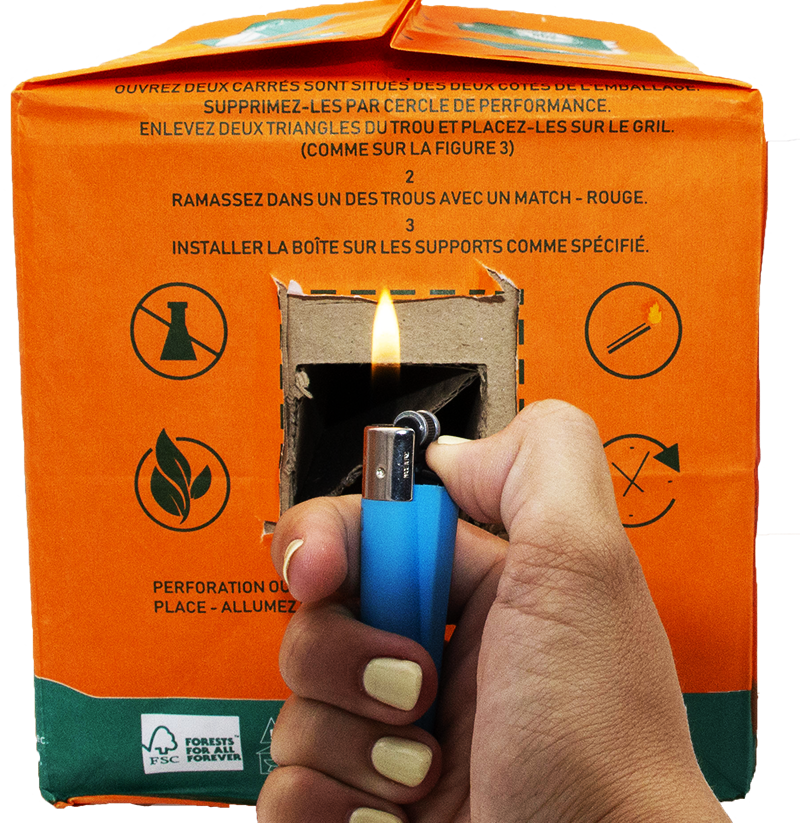 OUVREZ DEUX CARRÉS SONT SITUÉS DES DEUX CÔTÉS DE L'EMBALLAGE.
SUPPRIMEZ-LES PAR CERCLE DE PERFORMANCE.
ENLEVEZ DEUX TRIANGLES DU TROU ET PLACEZ-LES SUR LE GRIL.
(COMME SUR LA FIGURE 3)
2
RAMASSEZ DANS UN DES TROUS AVEC UN MATCH - ROUGE.
3
INSTALLER LA BOÎTE SUR LES SUPPORTS COMME SPÉCIFIÉ.
PERFORATION OU
PLACE - ALLUMEZ
FSC
FORESTS™
FOR ALL
FOREVER